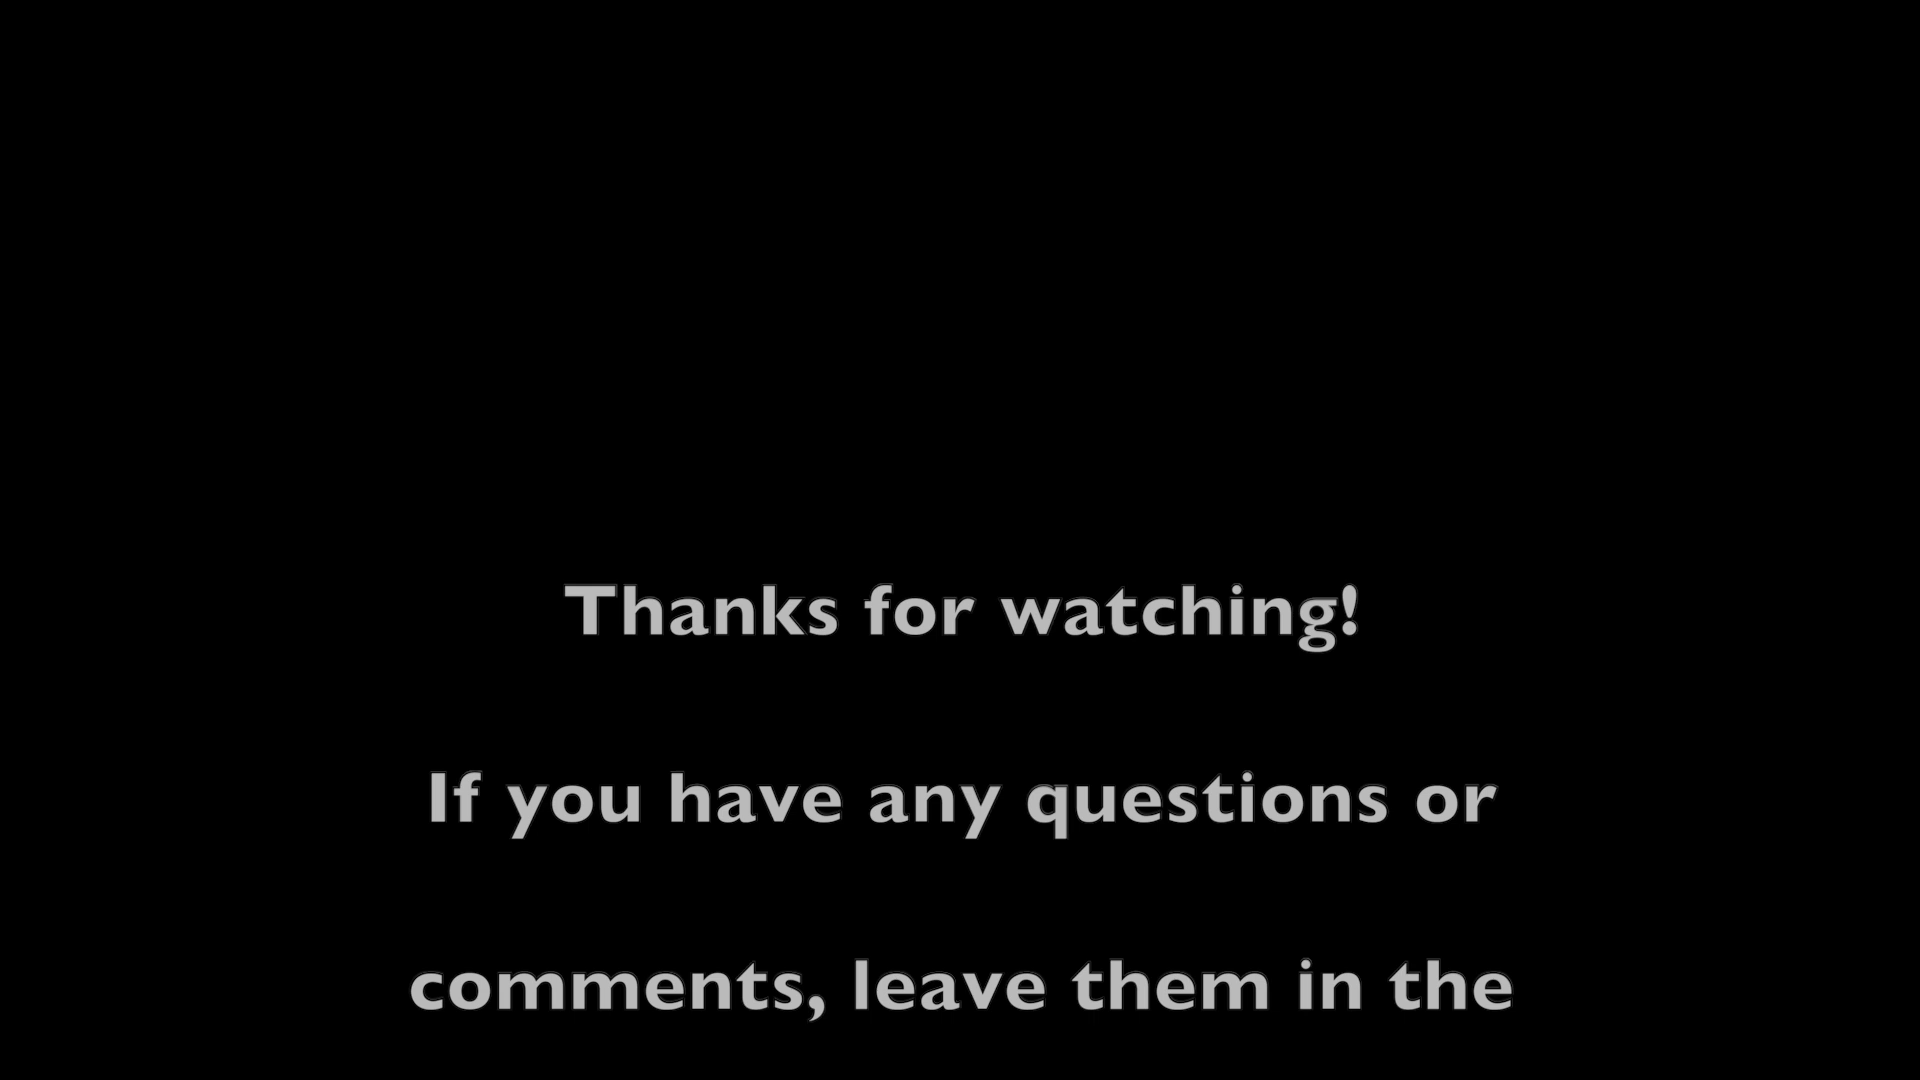 Thanks for watching!
If you have any questions or
comments, leave them in the